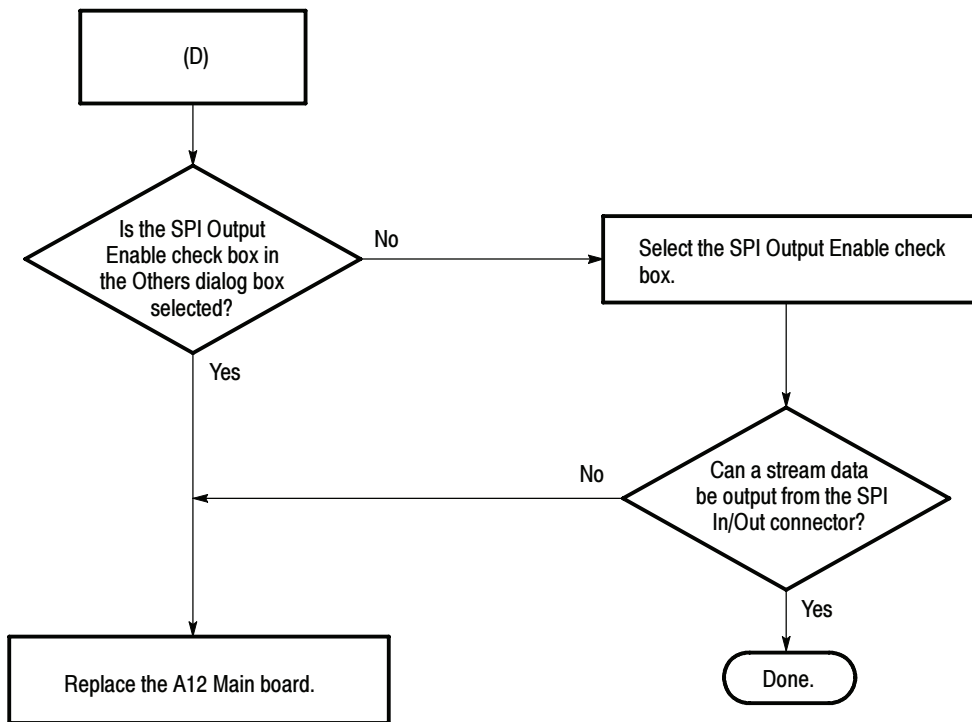 (D)
Is the SPI Output
Enable check box in
the Others dialog box
selected?
No
Select the SPI Output Enable check
box.
Yes
No
Can a stream data
be output from the SPI
In/Out connector?
Yes
Replace the A12 Main board.
Done.